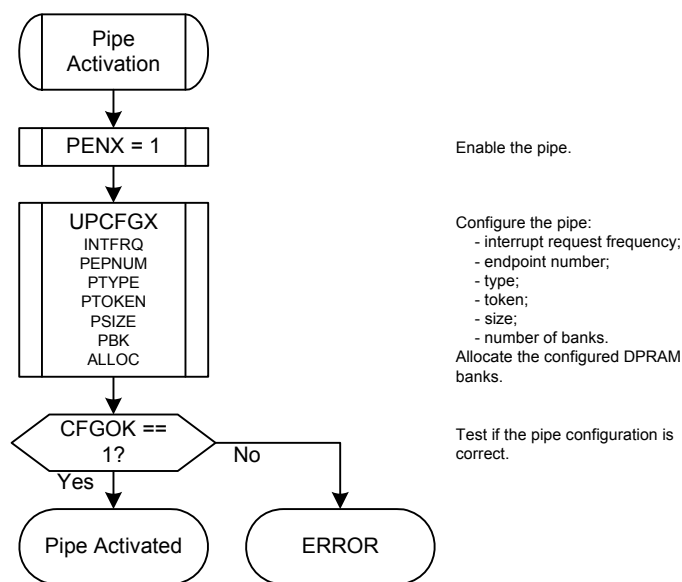 Pipe
Activation
PENX = 1
Enable the pipe.
UPCFGX
INTFRQ
PEPNUM
PTYPE
PTOKEN
PSIZE
PBK
ALLOC
Configure the pipe:
- interrupt request frequency;
- endpoint number;
- type;
- token;
- size;
- number of banks.
Allocate the configured DPRAM
banks.
CFGOK ==
1?
Test if the pipe configuration is
correct.
Yes
No
Pipe Activated
ERROR